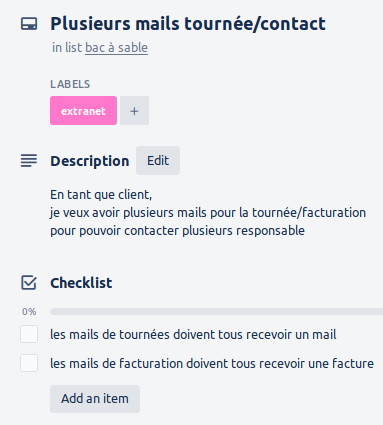 Plusieurs mails tournée/contact
in list bac à sable
LABELS
extranet +
Description Edit
En tant que client,
je veux avoir plusieurs mails pour la tournée/facturation
pour pouvoir contacter plusieurs responsable
Checklist
0%
les mails de tournées doivent tous recevoir un mail
les mails de facturation doivent tous recevoir une facture
Add an item